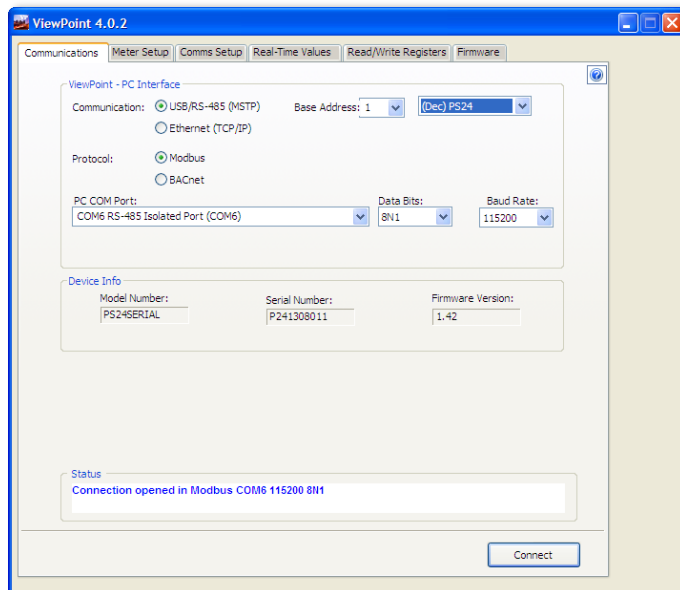 ViewPoint 4.0.2
Communications Meter Setup Comms Setup Real-Time Values Read/Write Registers Firmware
ViewPoint - PC Interface
Communication: USB/RS-485 (MSTP) Base Address: 1 (Dec) PS24
Ethernet (TCP/IP)
Protocol: Modbus
BACnet
PC COM Port: Data Bits: Baud Rate:
COM6 RS-485 Isolated Port (COM6) 8N1 115200
Device Info
Model Number: Serial Number: Firmware Version:
PS24SERIAL P241308011 1.42
Status
Connection opened in Modbus COM6 115200 8N1
Connect